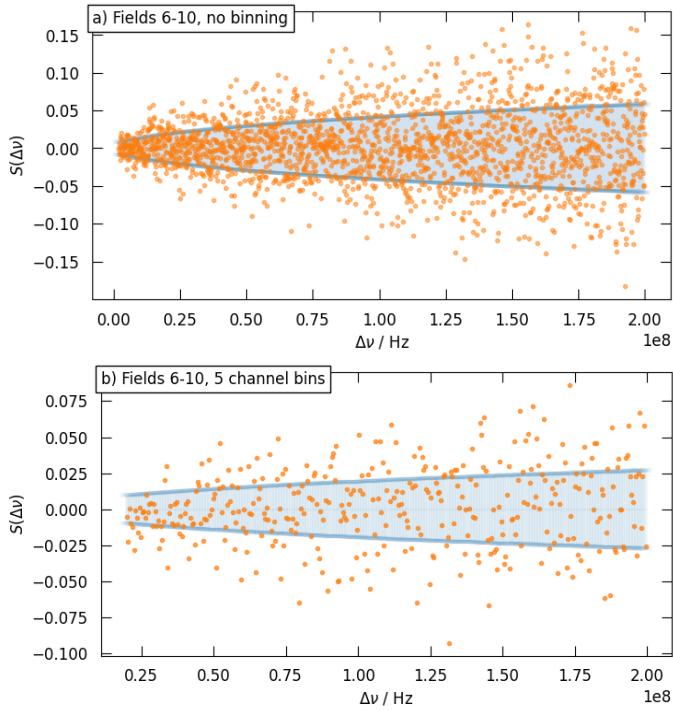 a) Fields 6-10, no binning
0.15
0.10
0.05
0.00
−0.05
−0.10
−0.15
S(Δν)
0.00 0.25 0.50 0.75 1.00 1.25 1.50 1.75 2.00
1e8
Δν / Hz
b) Fields 6-10, 5 channel bins
0.075
0.050
0.025
0.000
−0.025
−0.050
−0.075
−0.100
S(Δν)
0.25 0.50 0.75 1.00 1.25 1.50 1.75 2.00
1e8
Δν / Hz